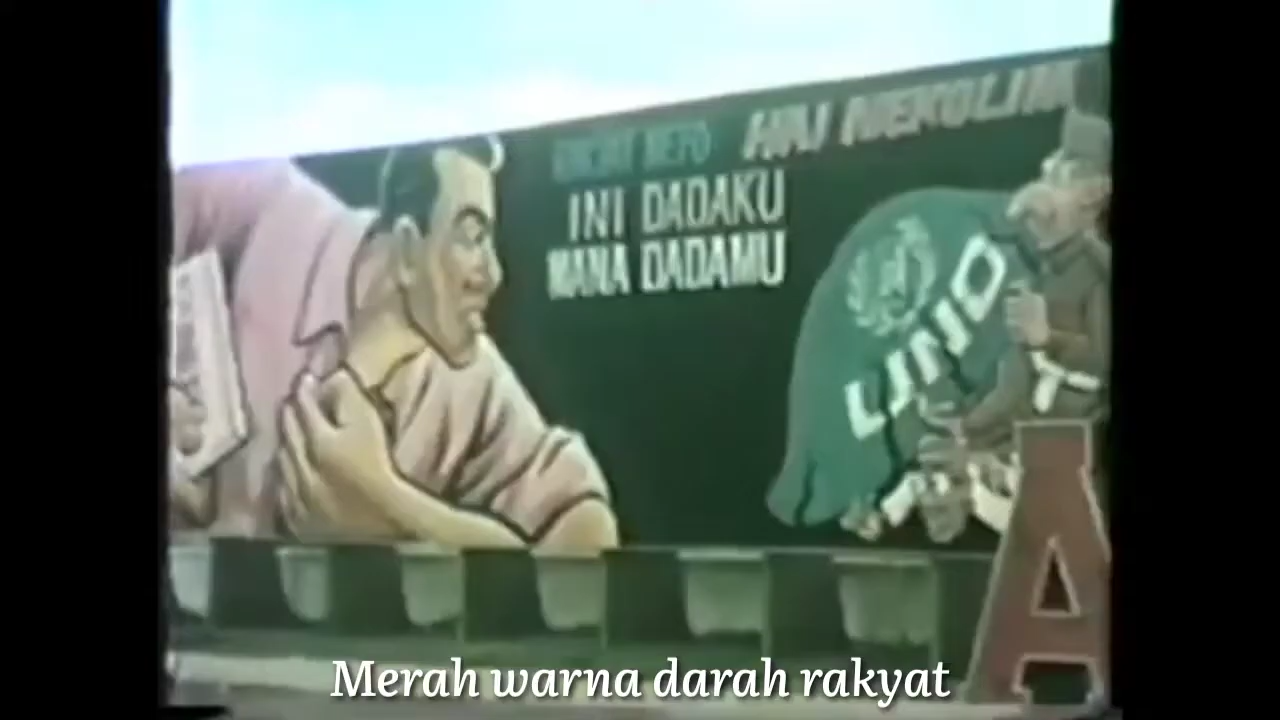 HAI NEKOLIM
INI DADAKU
MANA DADAMU
UNO
A
Merah warna darah rakyat